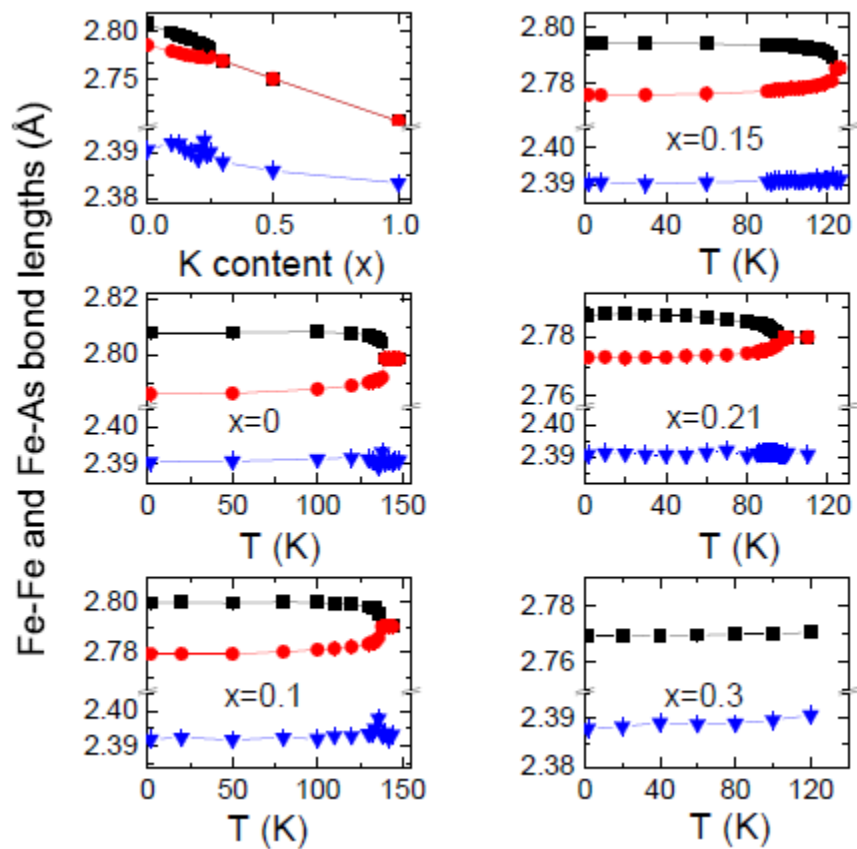 Fe-Fe and Fe-As bond lengths (Å)
2.80
2.75
2.39
2.38
0.0 0.5 1.0
K content (x)
2.80
2.78
x=0.15
2.40
2.39
0 40 80 120
T (K)
2.82
2.80
x=0
2.40
2.39
0 50 100 150
T (K)
2.78
2.76
x=0.21
2.40
2.39
0 40 80 120
T (K)
2.80
2.78
x=0.1
2.40
2.39
0 50 100 150
T (K)
2.78
2.76
x=0.3
2.39
2.38
0 40 80 120
T (K)